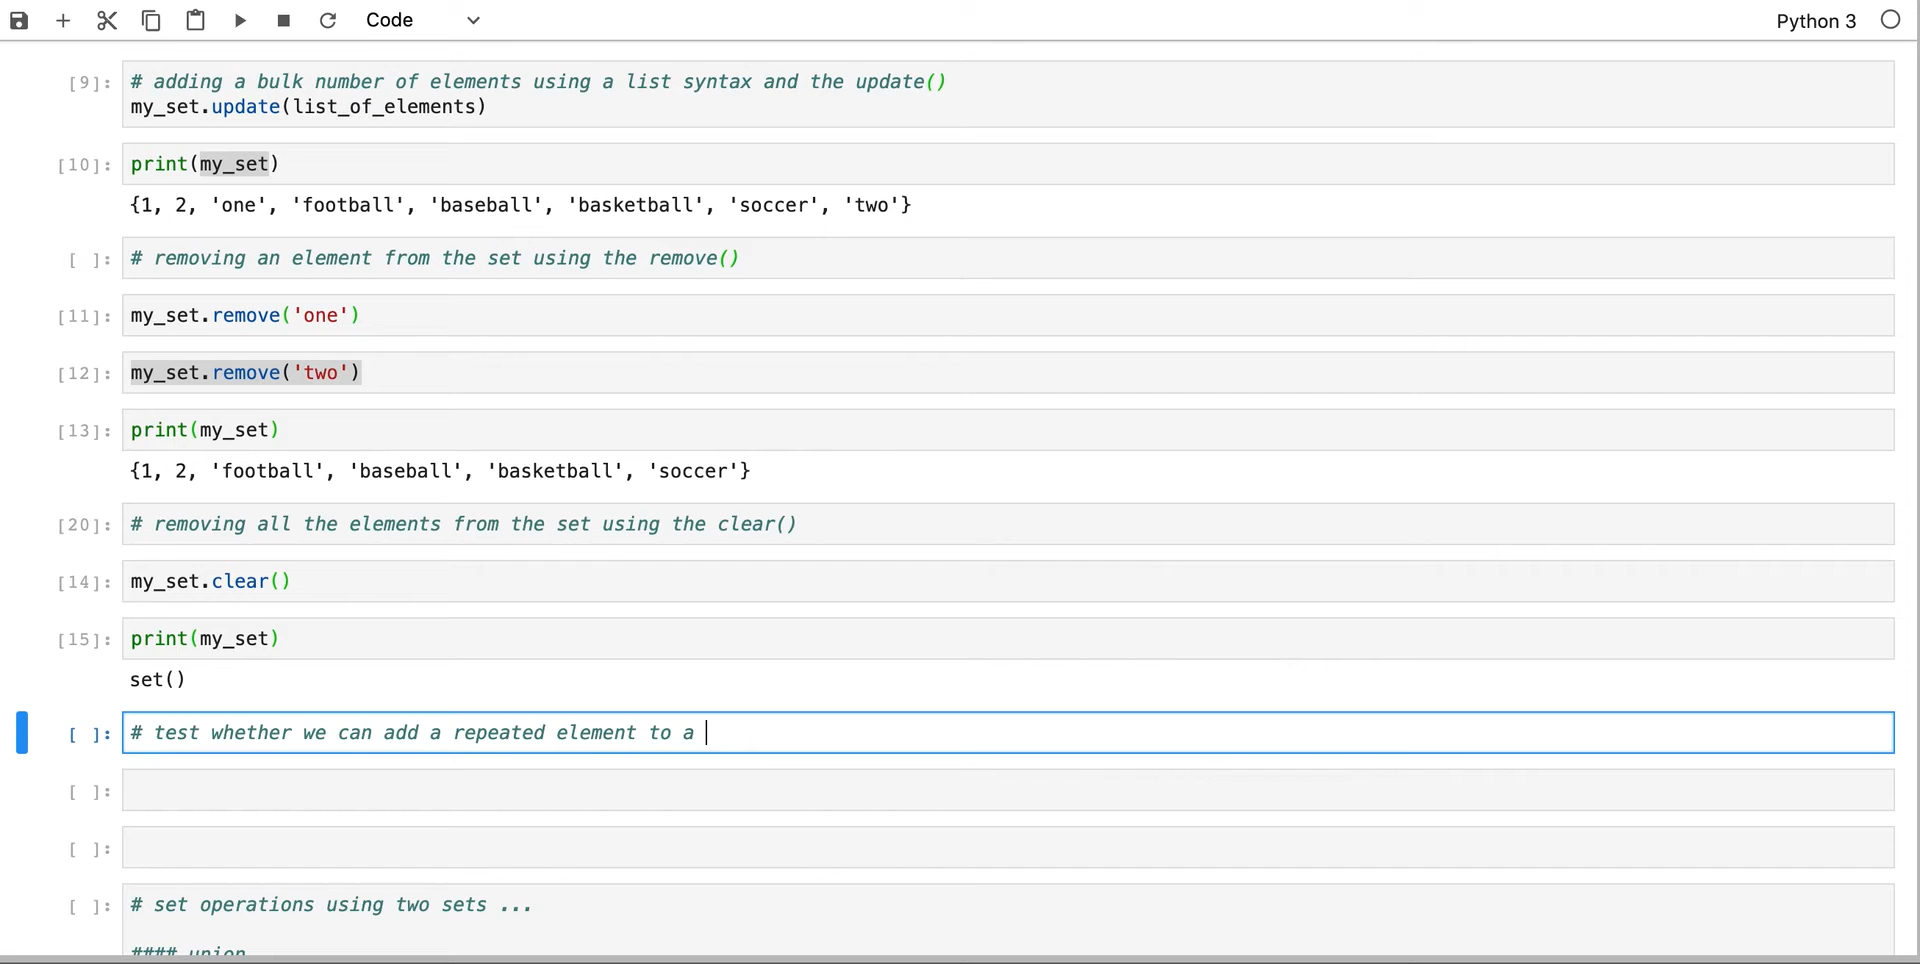 Code
Python 3
[9]:
# adding a bulk number of elements using a list syntax and the update()
my_set.update(list_of_elements)
[10]:
print(my_set)
{1, 2, 'one', 'football', 'baseball', 'basketball', 'soccer', 'two'}
[ ]:
# removing an element from the set using the remove()
[11]:
my_set.remove('one')
[12]:
my_set.remove('two')
[13]:
print(my_set)
{1, 2, 'football', 'baseball', 'basketball', 'soccer'}
[20]:
# removing all the elements from the set using the clear()
[14]:
my_set.clear()
[15]:
print(my_set)
set()
[ ]:
# test whether we can add a repeated element to a
[ ]:
[ ]:
[ ]:
# set operations using two sets ...
#### union